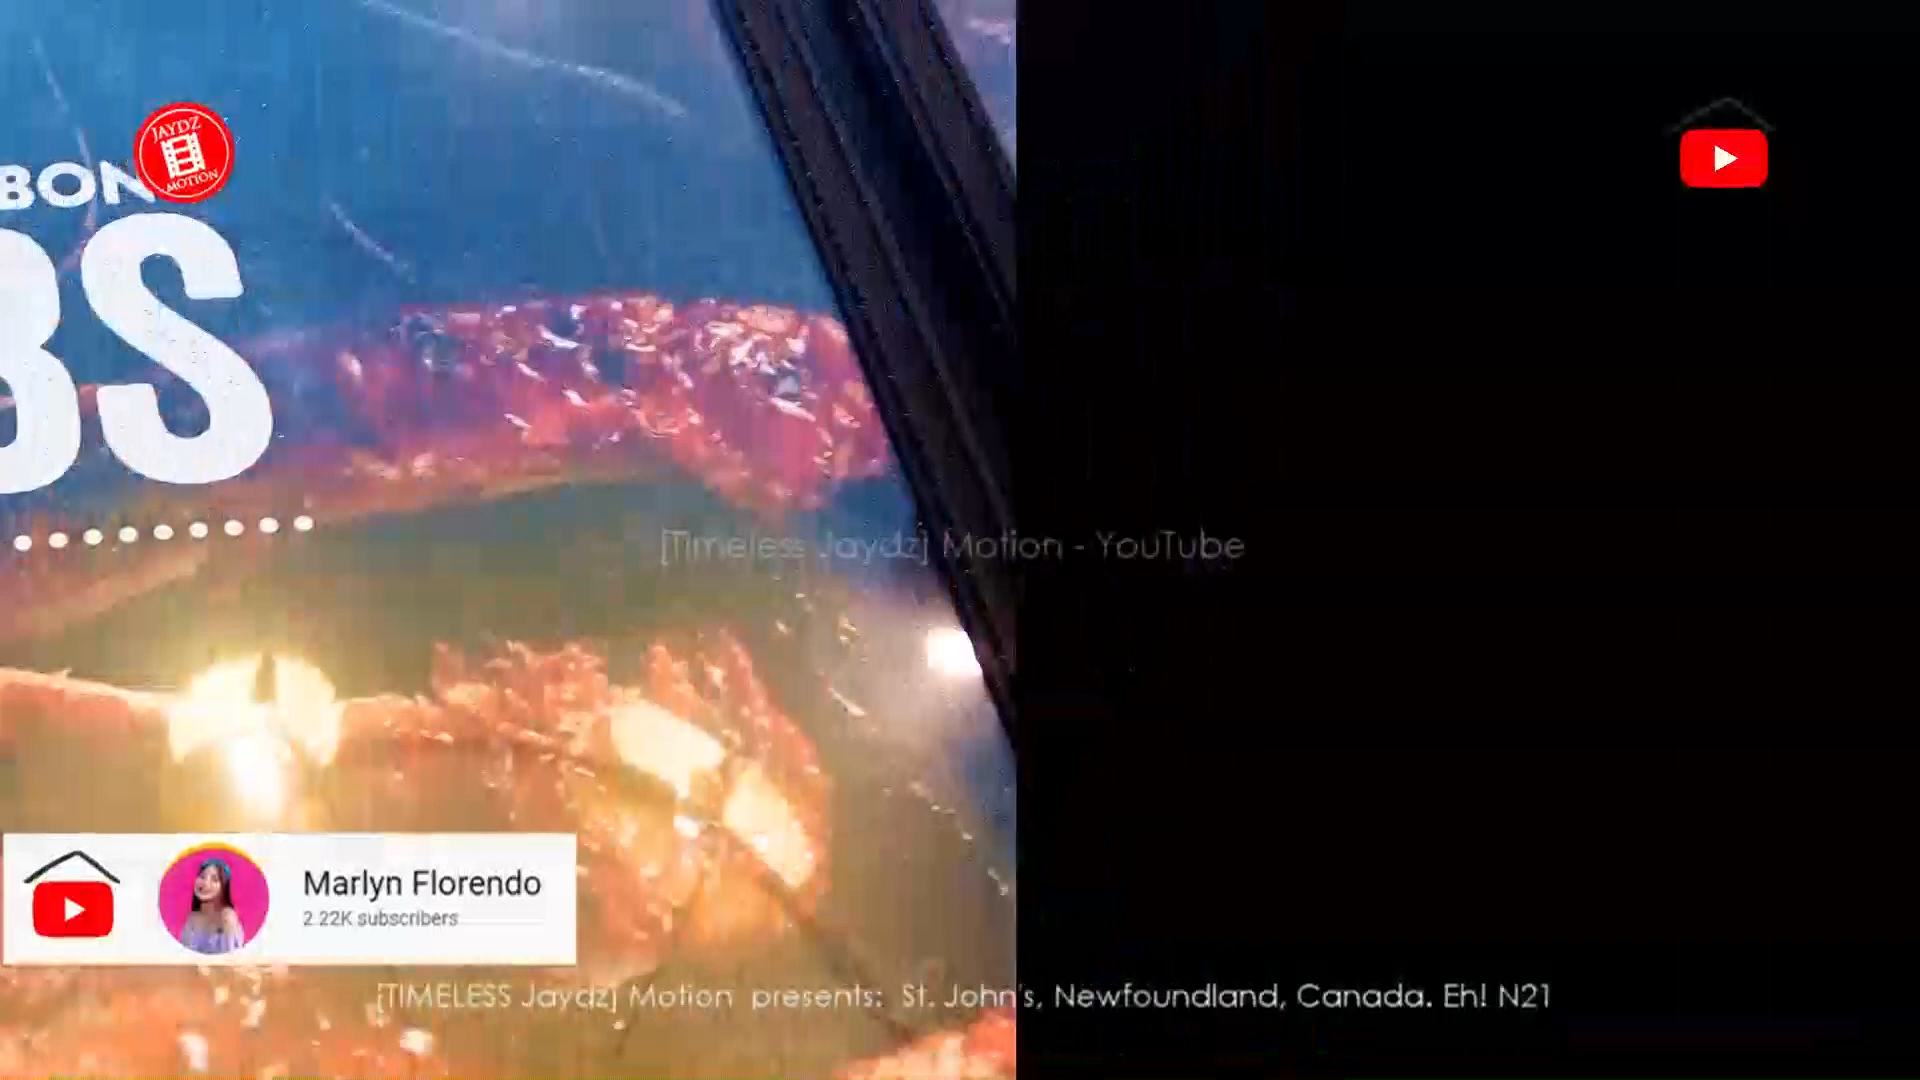 JAYDZ
MOTION
BON
BS
[Timeless Jaydz] Motion - YouTube
Marlyn Florendo
2.22K subscribers
[TIMELESS Jaydz] Motion presents: St. John's, Newfoundland, Canada. Eh! N21